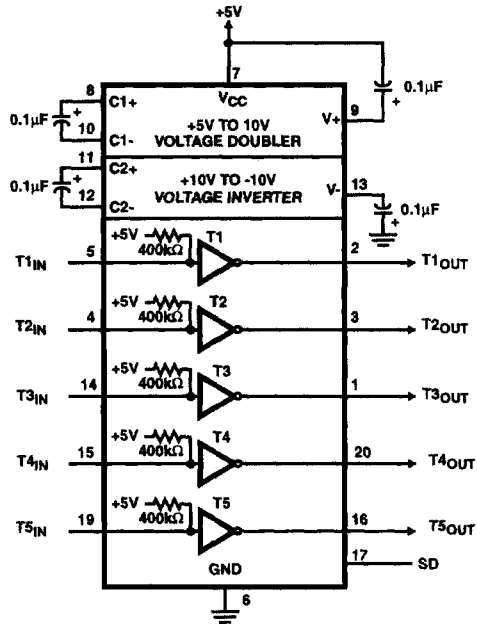 +5V
7
8 C1+ VCC
0.1µF +
10 C1-
+5V TO 10V
VOLTAGE DOUBLER
V+ 9
+ 0.1µF
11 C2+
0.1µF +
12 C2-
+10V TO -10V
VOLTAGE INVERTER
V- 13
+ 0.1µF
T1IN 5 +5V 400kΩ T1 2 T1OUT
T2IN 4 +5V 400kΩ T2 3 T2OUT
T3IN 14 +5V 400kΩ T3 1 T3OUT
T4IN 15 +5V 400kΩ T4 20 T4OUT
T5IN 19 +5V 400kΩ T5 16 T5OUT
17 SD
GND
6